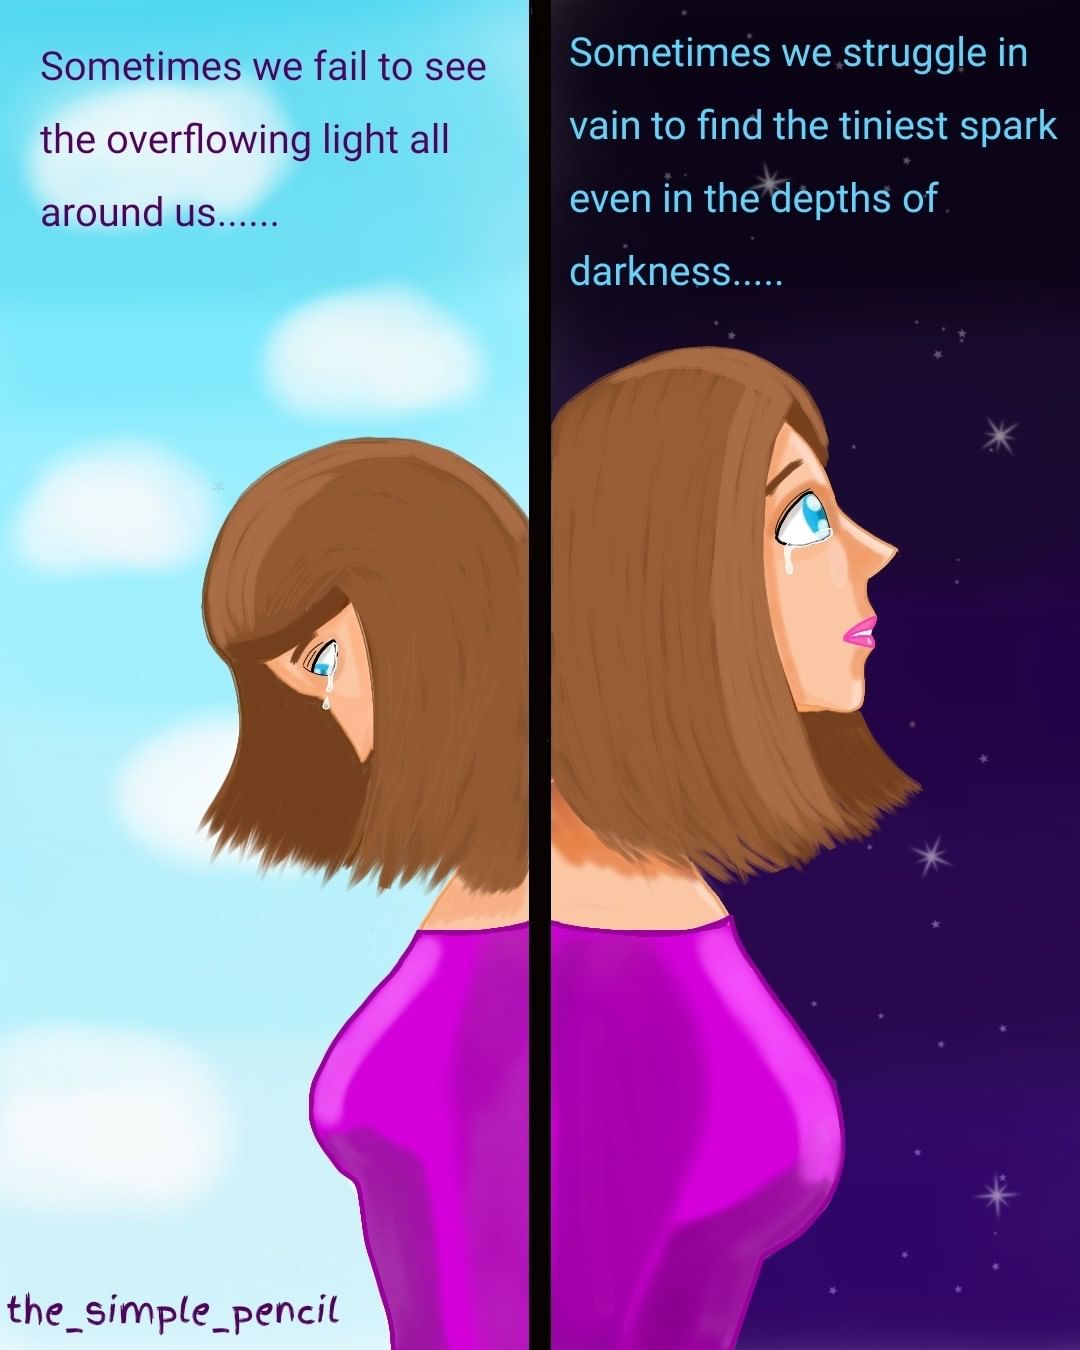 Sometimes we fail to see
the overflowing light all
around us......
Sometimes we struggle in
vain to find the tiniest spark
even in the depths of
darkness.....
the_simple_pencil